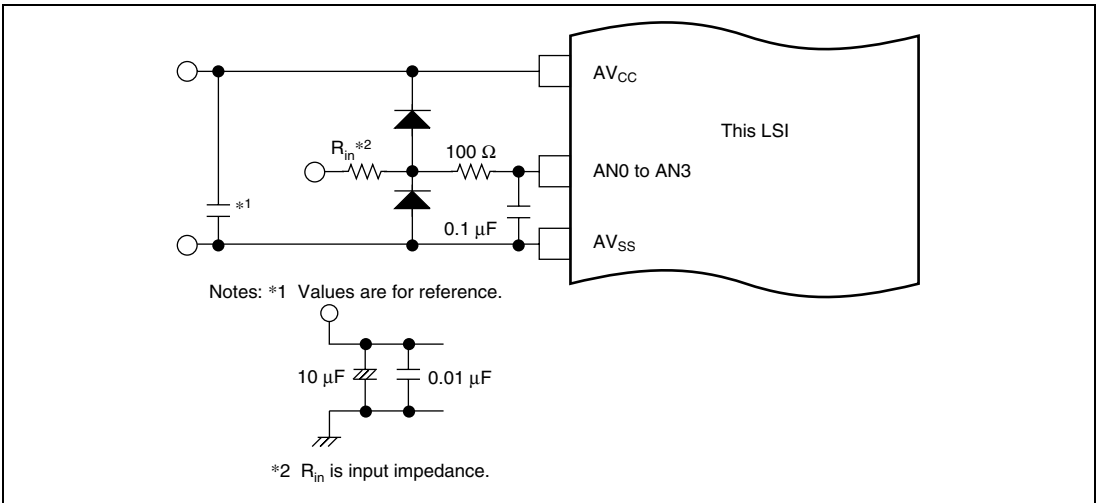 AVCC
This LSI
Rin*2
100 Ω
AN0 to AN3
*1
0.1 μF
AVSS
Notes: *1 Values are for reference.
10 μF
0.01 μF
*2 Rin is input impedance.